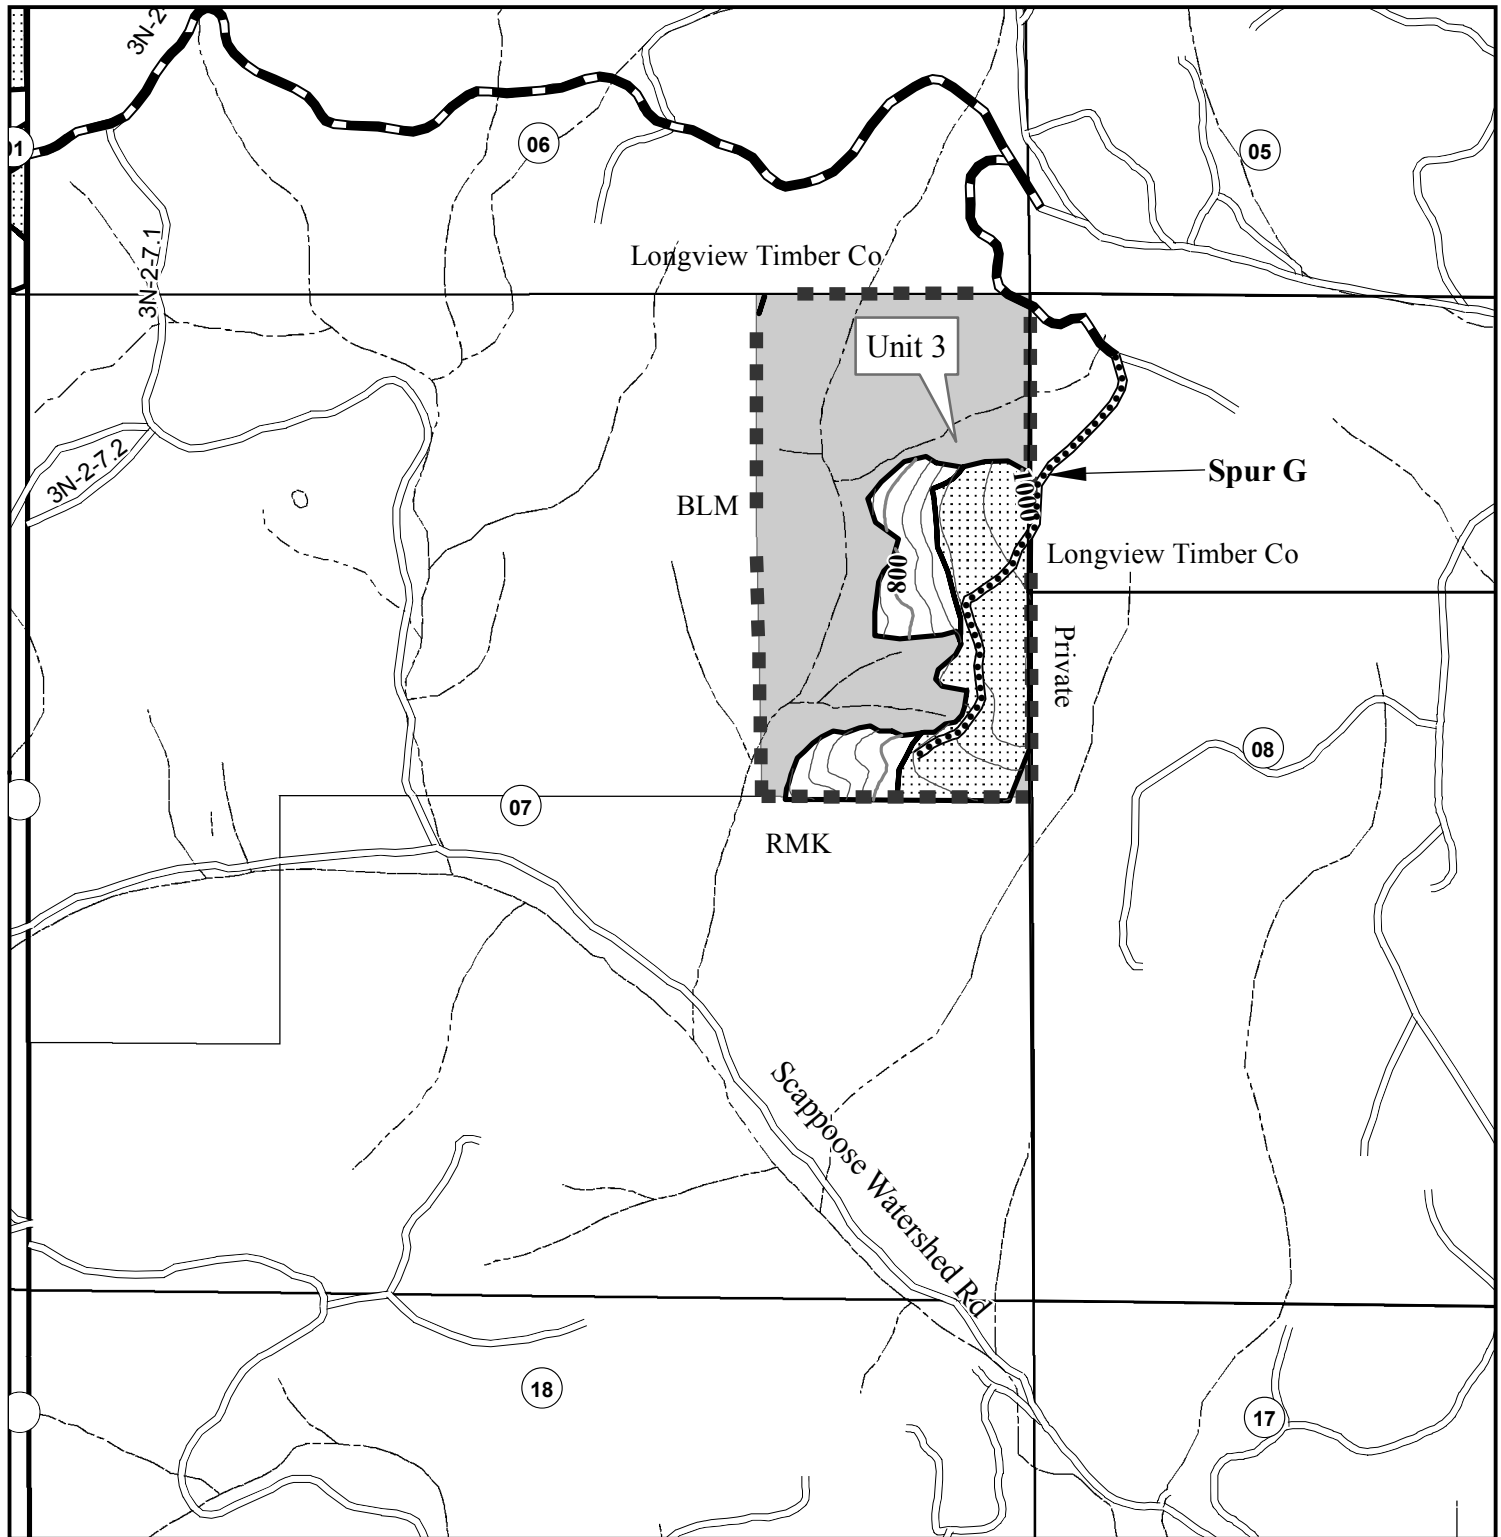 3N-2
01
06
05
3N-2-7.1
Longview Timber Co
Unit 3
3N-2-7.2
BLM
1000
Spur G
800
Longview Timber Co
Private
08
07
RMK
Scappoose Watershed Rd
18
17